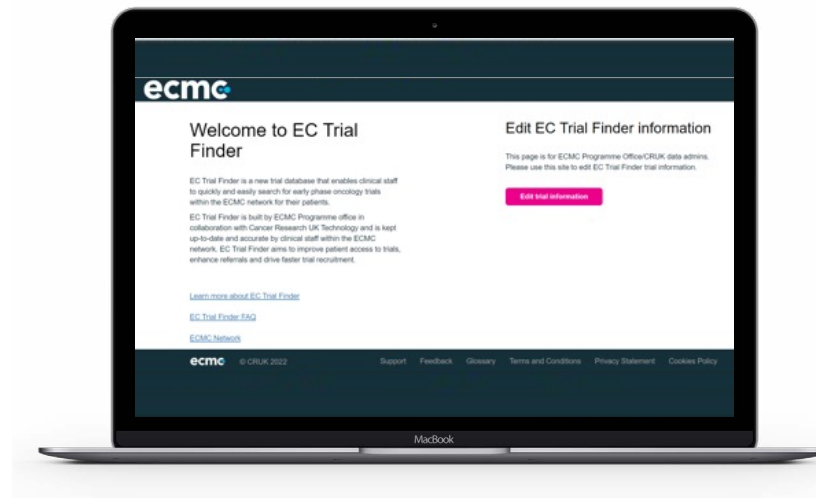 ecmc
Welcome to EC Trial
Finder
EC Trial Finder is a new trial database that enables clinical staff
to quickly and easily search for early phase oncology trials
within the ECMC network for their patients.
EC Trial Finder is built by ECMC Programme office in
collaboration with Cancer Research UK Technology and is kept
up-to-date and accurate by clinical staff within the ECMC
network. EC Trial Finder aims to improve patient access to trials,
enhance referrals and drive faster trial recruitment.
Learn more about EC Trial Finder
EC Trial Finder FAQ
ECMC Network
Edit EC Trial Finder information
This page is for ECMC Programme Office/CRUK data admins.
Please use this site to edit EC Trial Finder trial information.
Edit trial information
ecmc © CRUK 2022 Support Feedback Glossary Terms and Conditions Privacy Statement Cookies Policy
MacBook